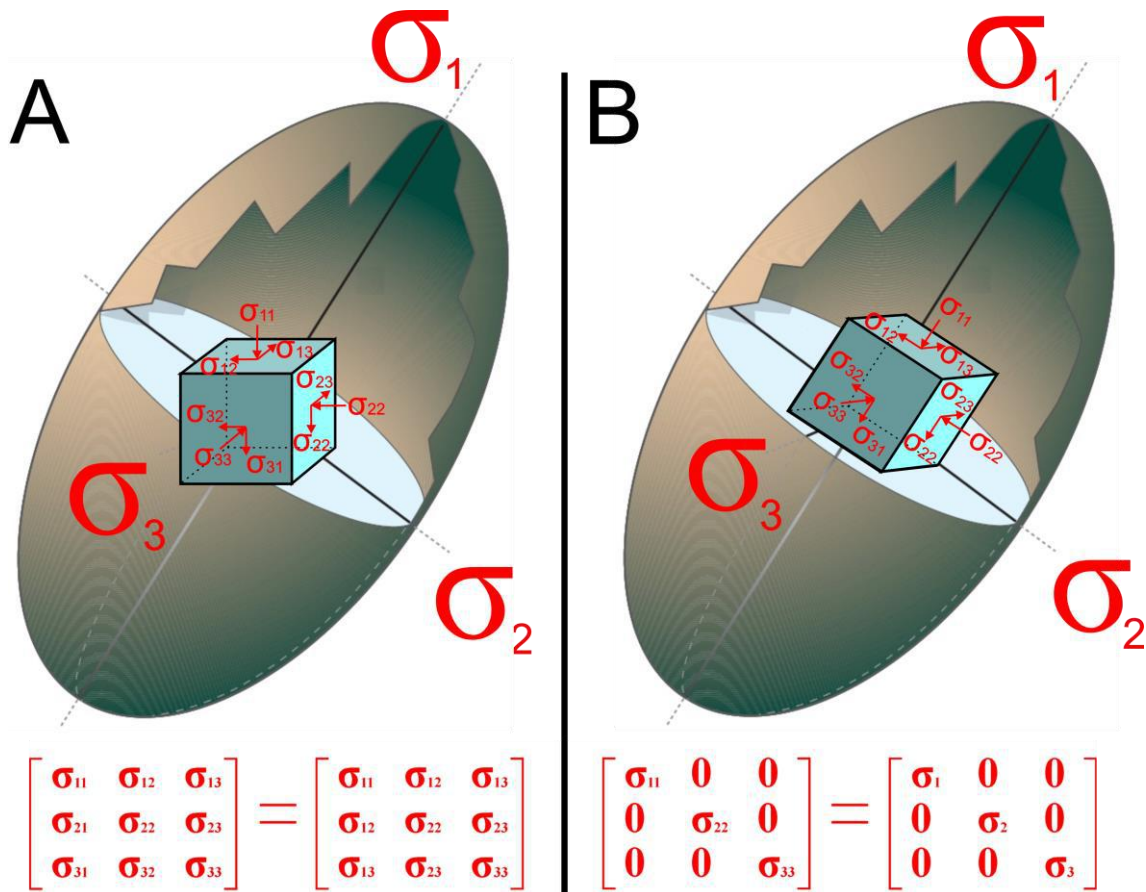 A
σ₁
σ₁₁
σ₁₂ σ₁₃
σ₂₃
σ₂₂
σ₂₂
σ₃₂
σ₃₃ σ₃₁
σ₃
σ₂
[σ₁₁ σ₁₂ σ₁₃] = [σ₁₁ σ₁₂ σ₁₃]
[σ₂₁ σ₂₂ σ₂₃] = [σ₁₂ σ₂₂ σ₂₃]
[σ₃₁ σ₃₂ σ₃₃] = [σ₁₃ σ₂₃ σ₃₃]
B
σ₁
σ₁₁
σ₁₂ σ₁₃
σ₂₃
σ₂₂
σ₂₂
σ₃₂
σ₃₃ σ₃₁
σ₃
σ₂
[σ₁₁ 0 0] = [σ₁ 0 0]
[0 σ₂₂ 0] = [0 σ₂ 0]
[0 0 σ₃₃] = [0 0 σ₃]